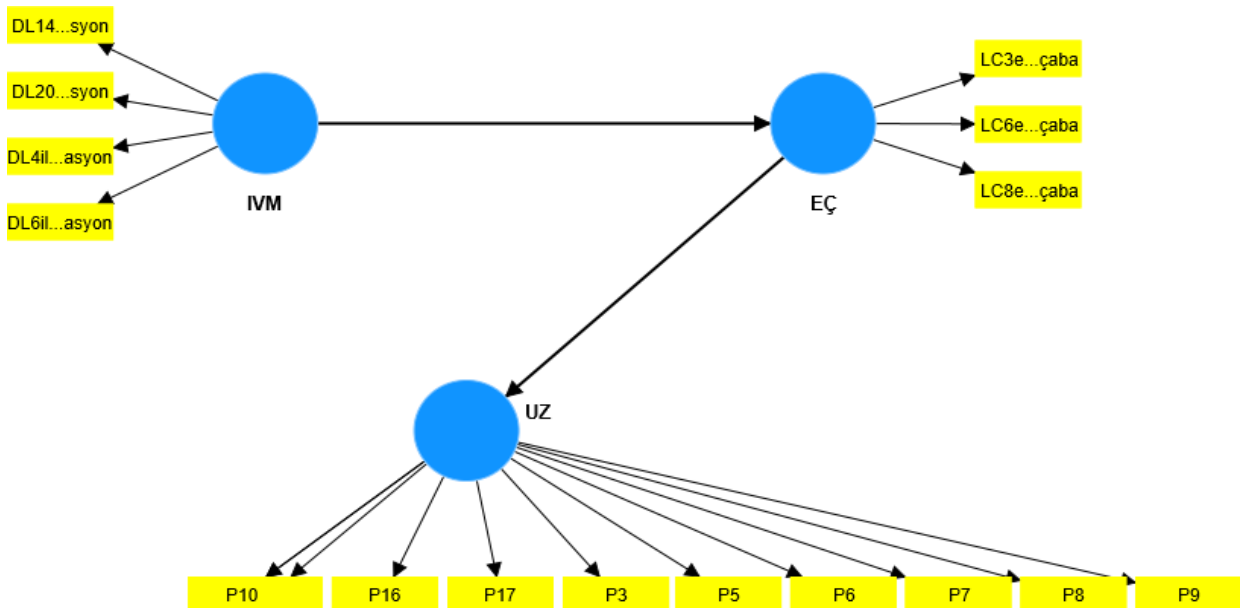 DL14...syon
DL20...syon
DL4il...asyon
DL6il...asyon
IVM
EÇ
LC3e...çaba
LC6e...çaba
LC8e...çaba
UZ
P10
P16
P17
P3
P5
P6
P7
P8
P9